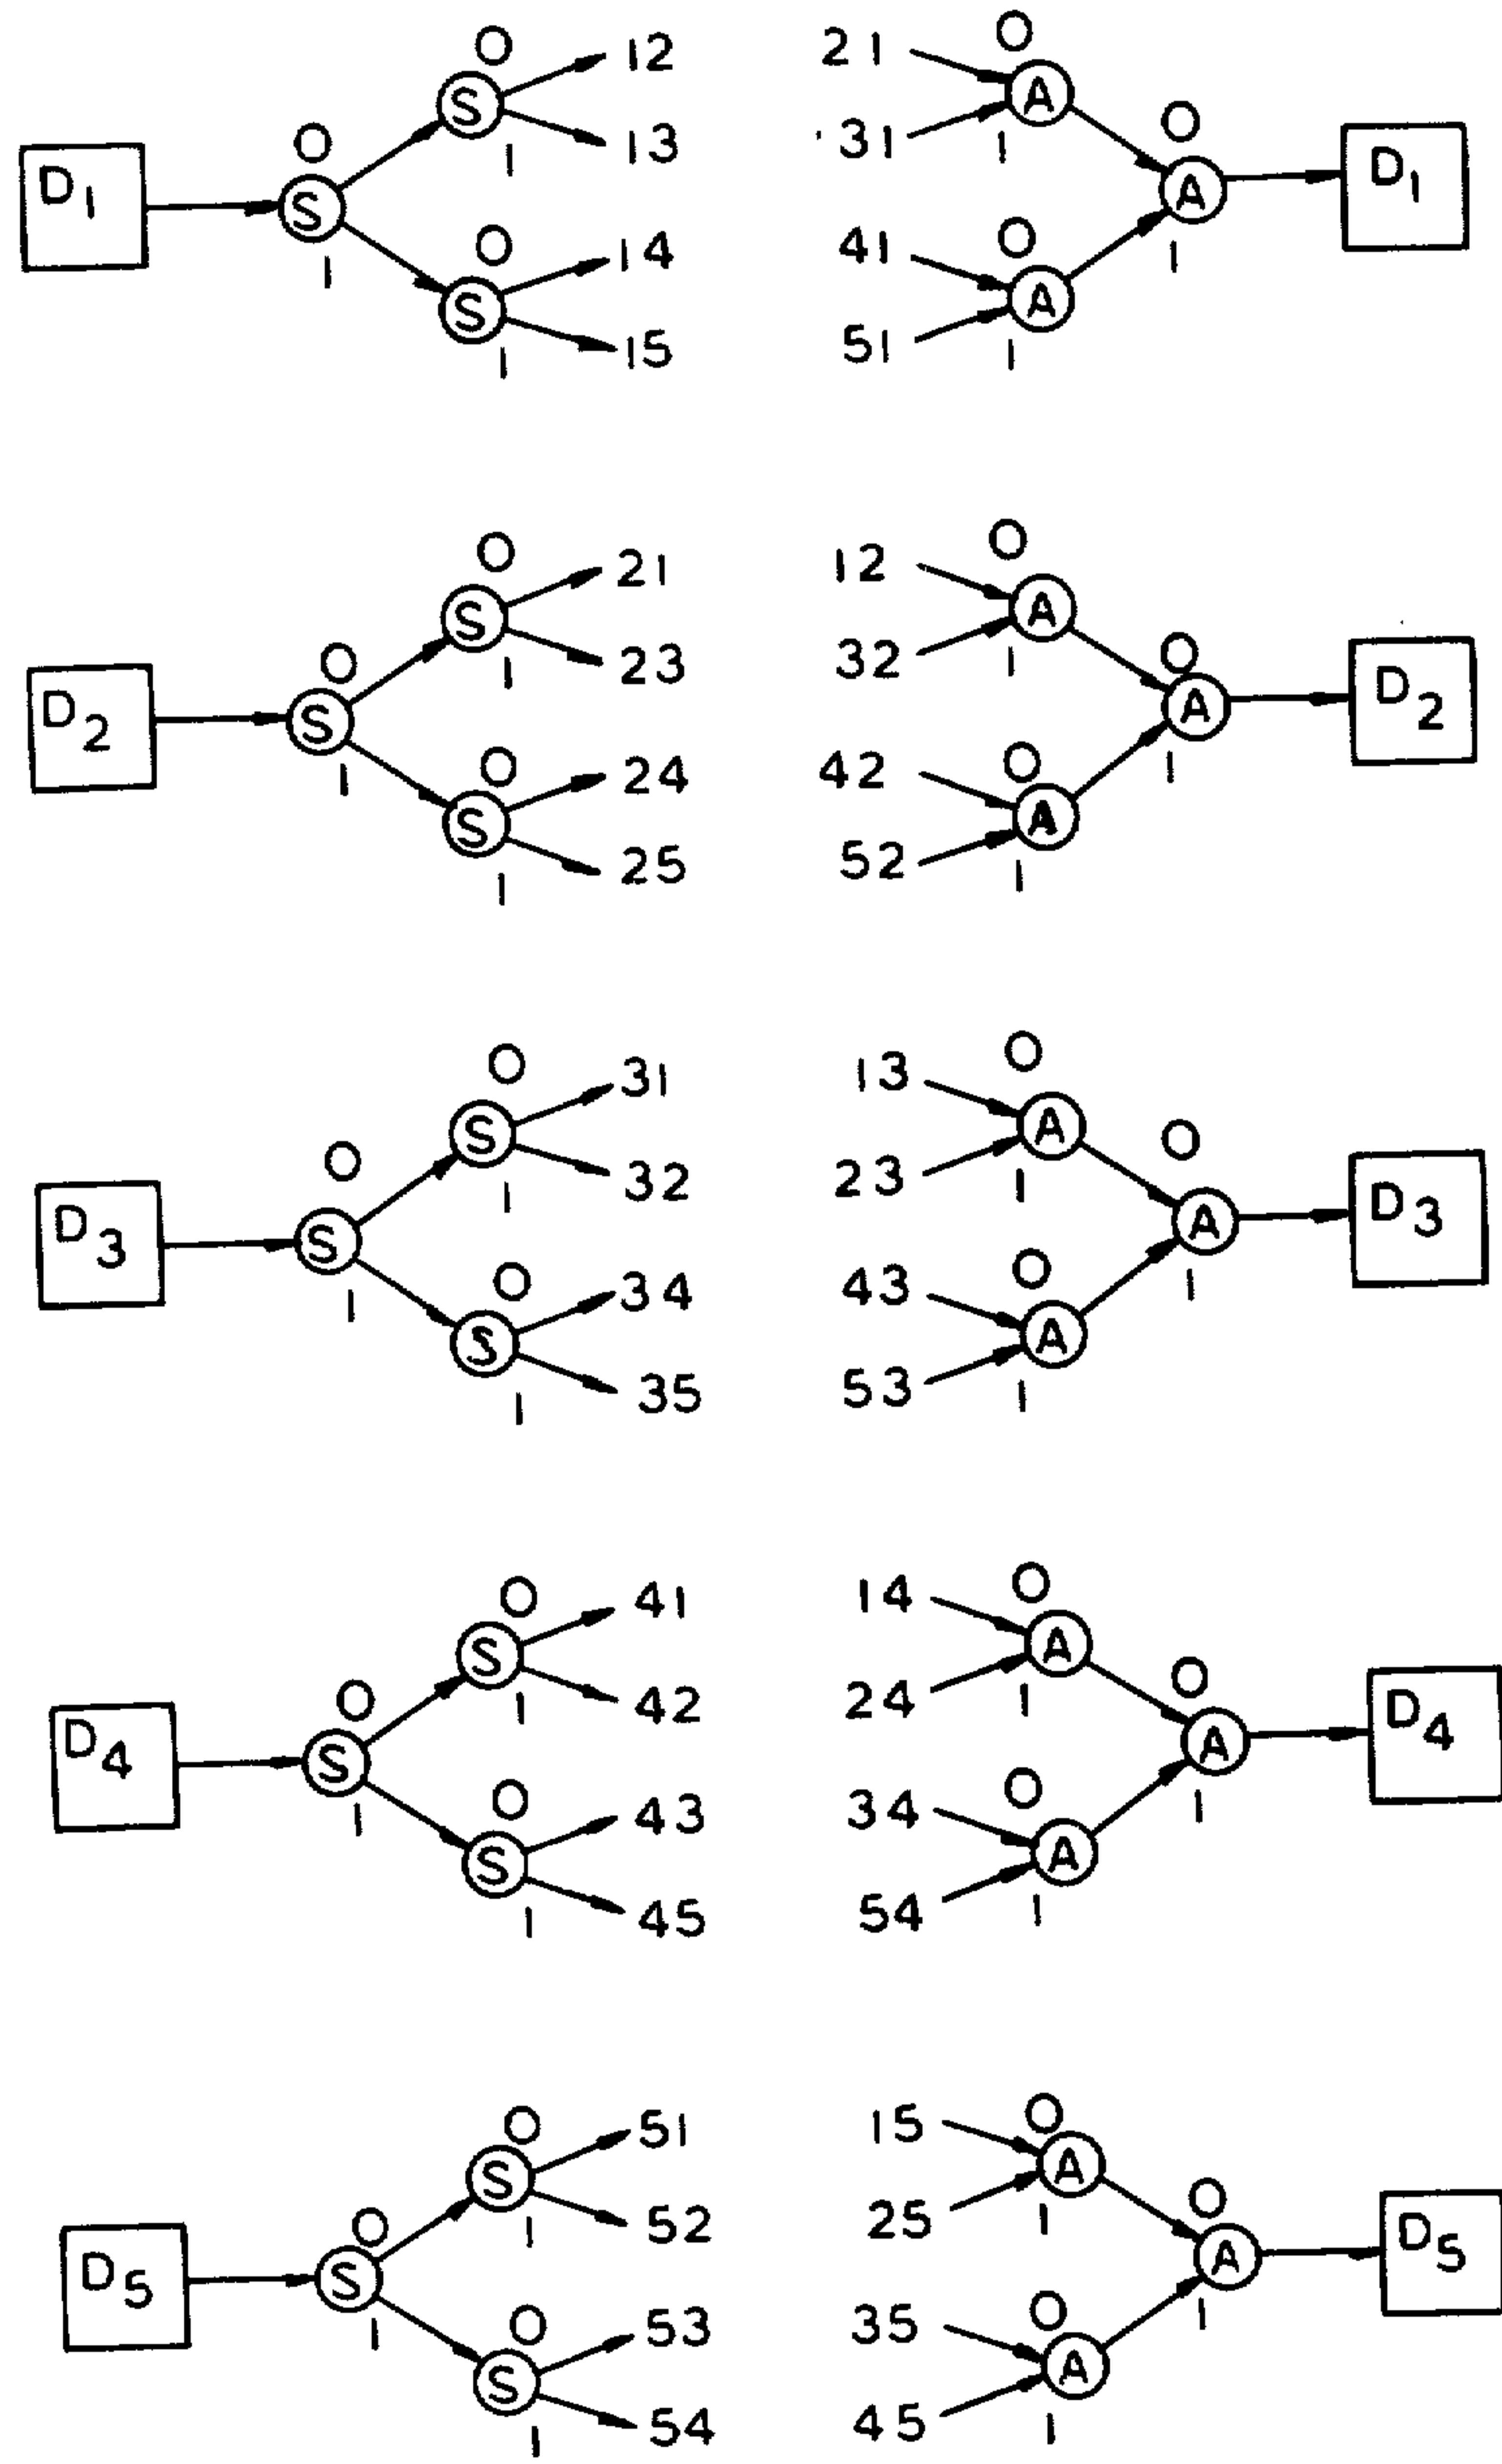 O O
O 12 21 A O
S 13 31
D1 O 1 1 A D1
S O 14 41 O 1
1 S 15 51 A
1 1
O O
O 21 12 A O
S 23 32
D2 S 1 1 A D2
1 O 24 42 O 1
S 25 52 A
1 1
O O
O 31 13 A O
S 32 23
D3 S 1 1 A D3
1 O 34 43 O 1
S 35 53 A
1 1
O O
O 41 14 A O
S 42 24
D4 S 1 1 A D4
1 O 43 34 O 1
S 45 54 A
1 1
O O
O 51 15 A O
S 52 25
D5 S 1 1 A D5
1 O 53 35 O 1
S 54 45 A
1 1